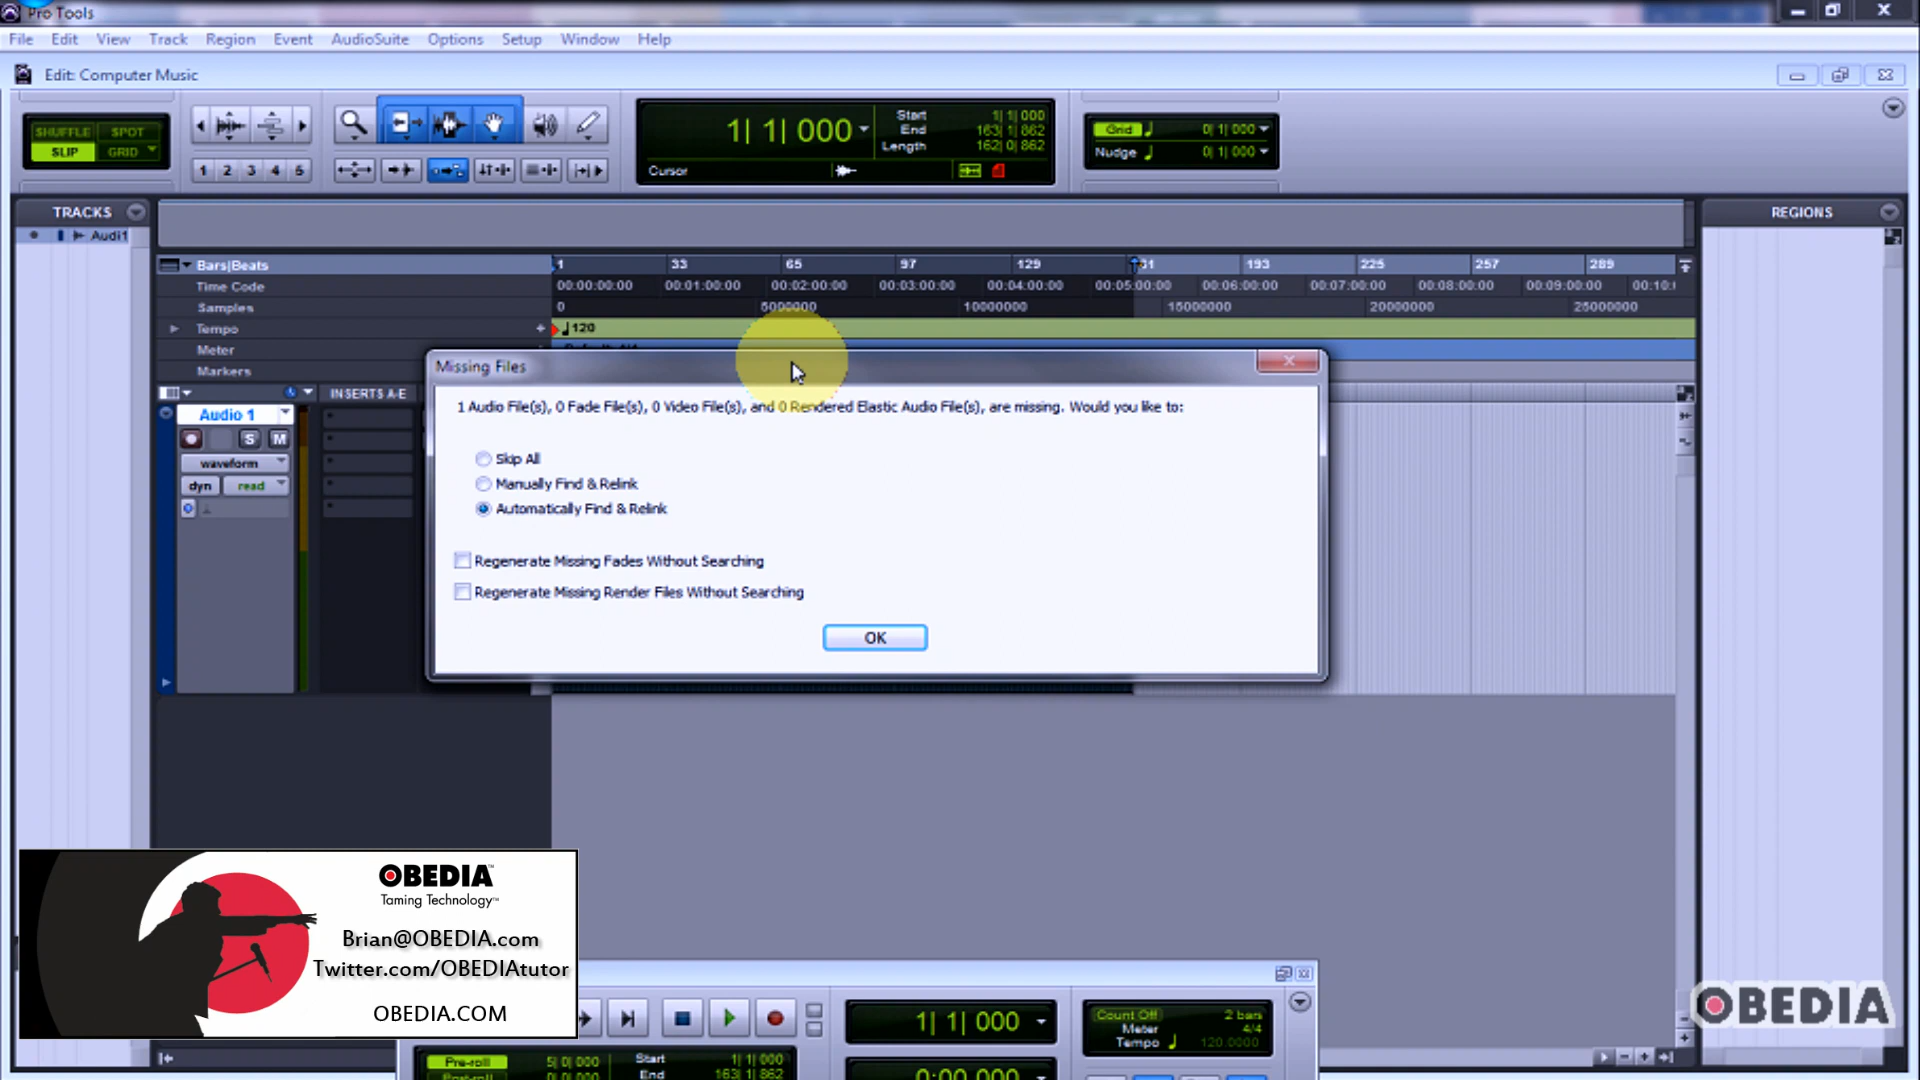 Pro Tools
File Edit View Track Region Event AudioSuite Options Setup Window Help
Edit: Computer Music
SHUFFLE SPOT
SLIP GRID
1 2 3 4 5
1| 1| 000
Start 1| 1| 000
End 163| 1| 862
Length 162| 0| 862
Cursor
Grid 0| 1| 000
Nudge 0| 1| 000
TRACKS
REGIONS
Audi1
Bars|Beats 1 33 65 97 129 193 225 257 289
Time Code 00:00:00:00 00:01:00:00 00:02:00:00 00:03:00:00 00:04:00:00 00:05:00:00 00:06:00:00 00:07:00:00 00:08:00:00 00:09:00:00
Samples 0 5000000 10000000 15000000 20000000 25000000
Tempo 120
Meter
Markers
INSERTS A-E
Audio 1
S M
waveform
dyn read
Missing Files
1 Audio File(s), 0 Fade File(s), 0 Video File(s), and 0 Rendered Elastic Audio File(s), are missing. Would you like to:
Skip All
Manually Find & Relink
Automatically Find & Relink
Regenerate Missing Fades Without Searching
Regenerate Missing Render Files Without Searching
OK
OBEDIA™
Taming Technology™
Brian@OBEDIA.com
Twitter.com/OBEDIAtutor
OBEDIA.COM
1| 1| 000
Count Off 2 bars
Meter 4/4
Tempo 120.0000
Pre-roll 5| 0| 000
Start 1| 1| 000
End 163| 1| 862
0:00.000
OBEDIA